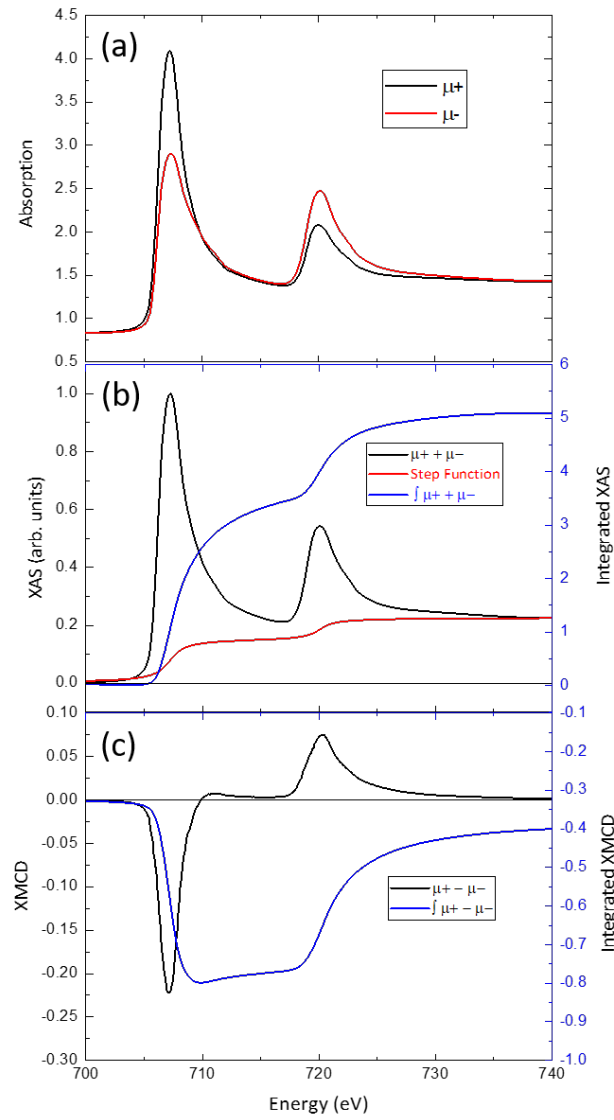 (a)
4.5
4.0
3.5
3.0
2.5
2.0
1.5
1.0
0.5
Absorption
μ+
μ-
(b)
1.0
0.8
0.6
0.4
0.2
0.0
XAS (arb. units)
μ+ + μ−
Step Function
∫ μ+ + μ−
6
5
4
3
2
1
0
Integrated XAS
(c)
0.10
0.05
0.00
-0.05
-0.10
-0.15
-0.20
-0.25
-0.30
XMCD
μ+ − μ−
∫ μ+ − μ−
-0.1
-0.2
-0.3
-0.4
-0.5
-0.6
-0.7
-0.8
-0.9
-1.0
Integrated XMCD
700 710 720 730 740
Energy (eV)